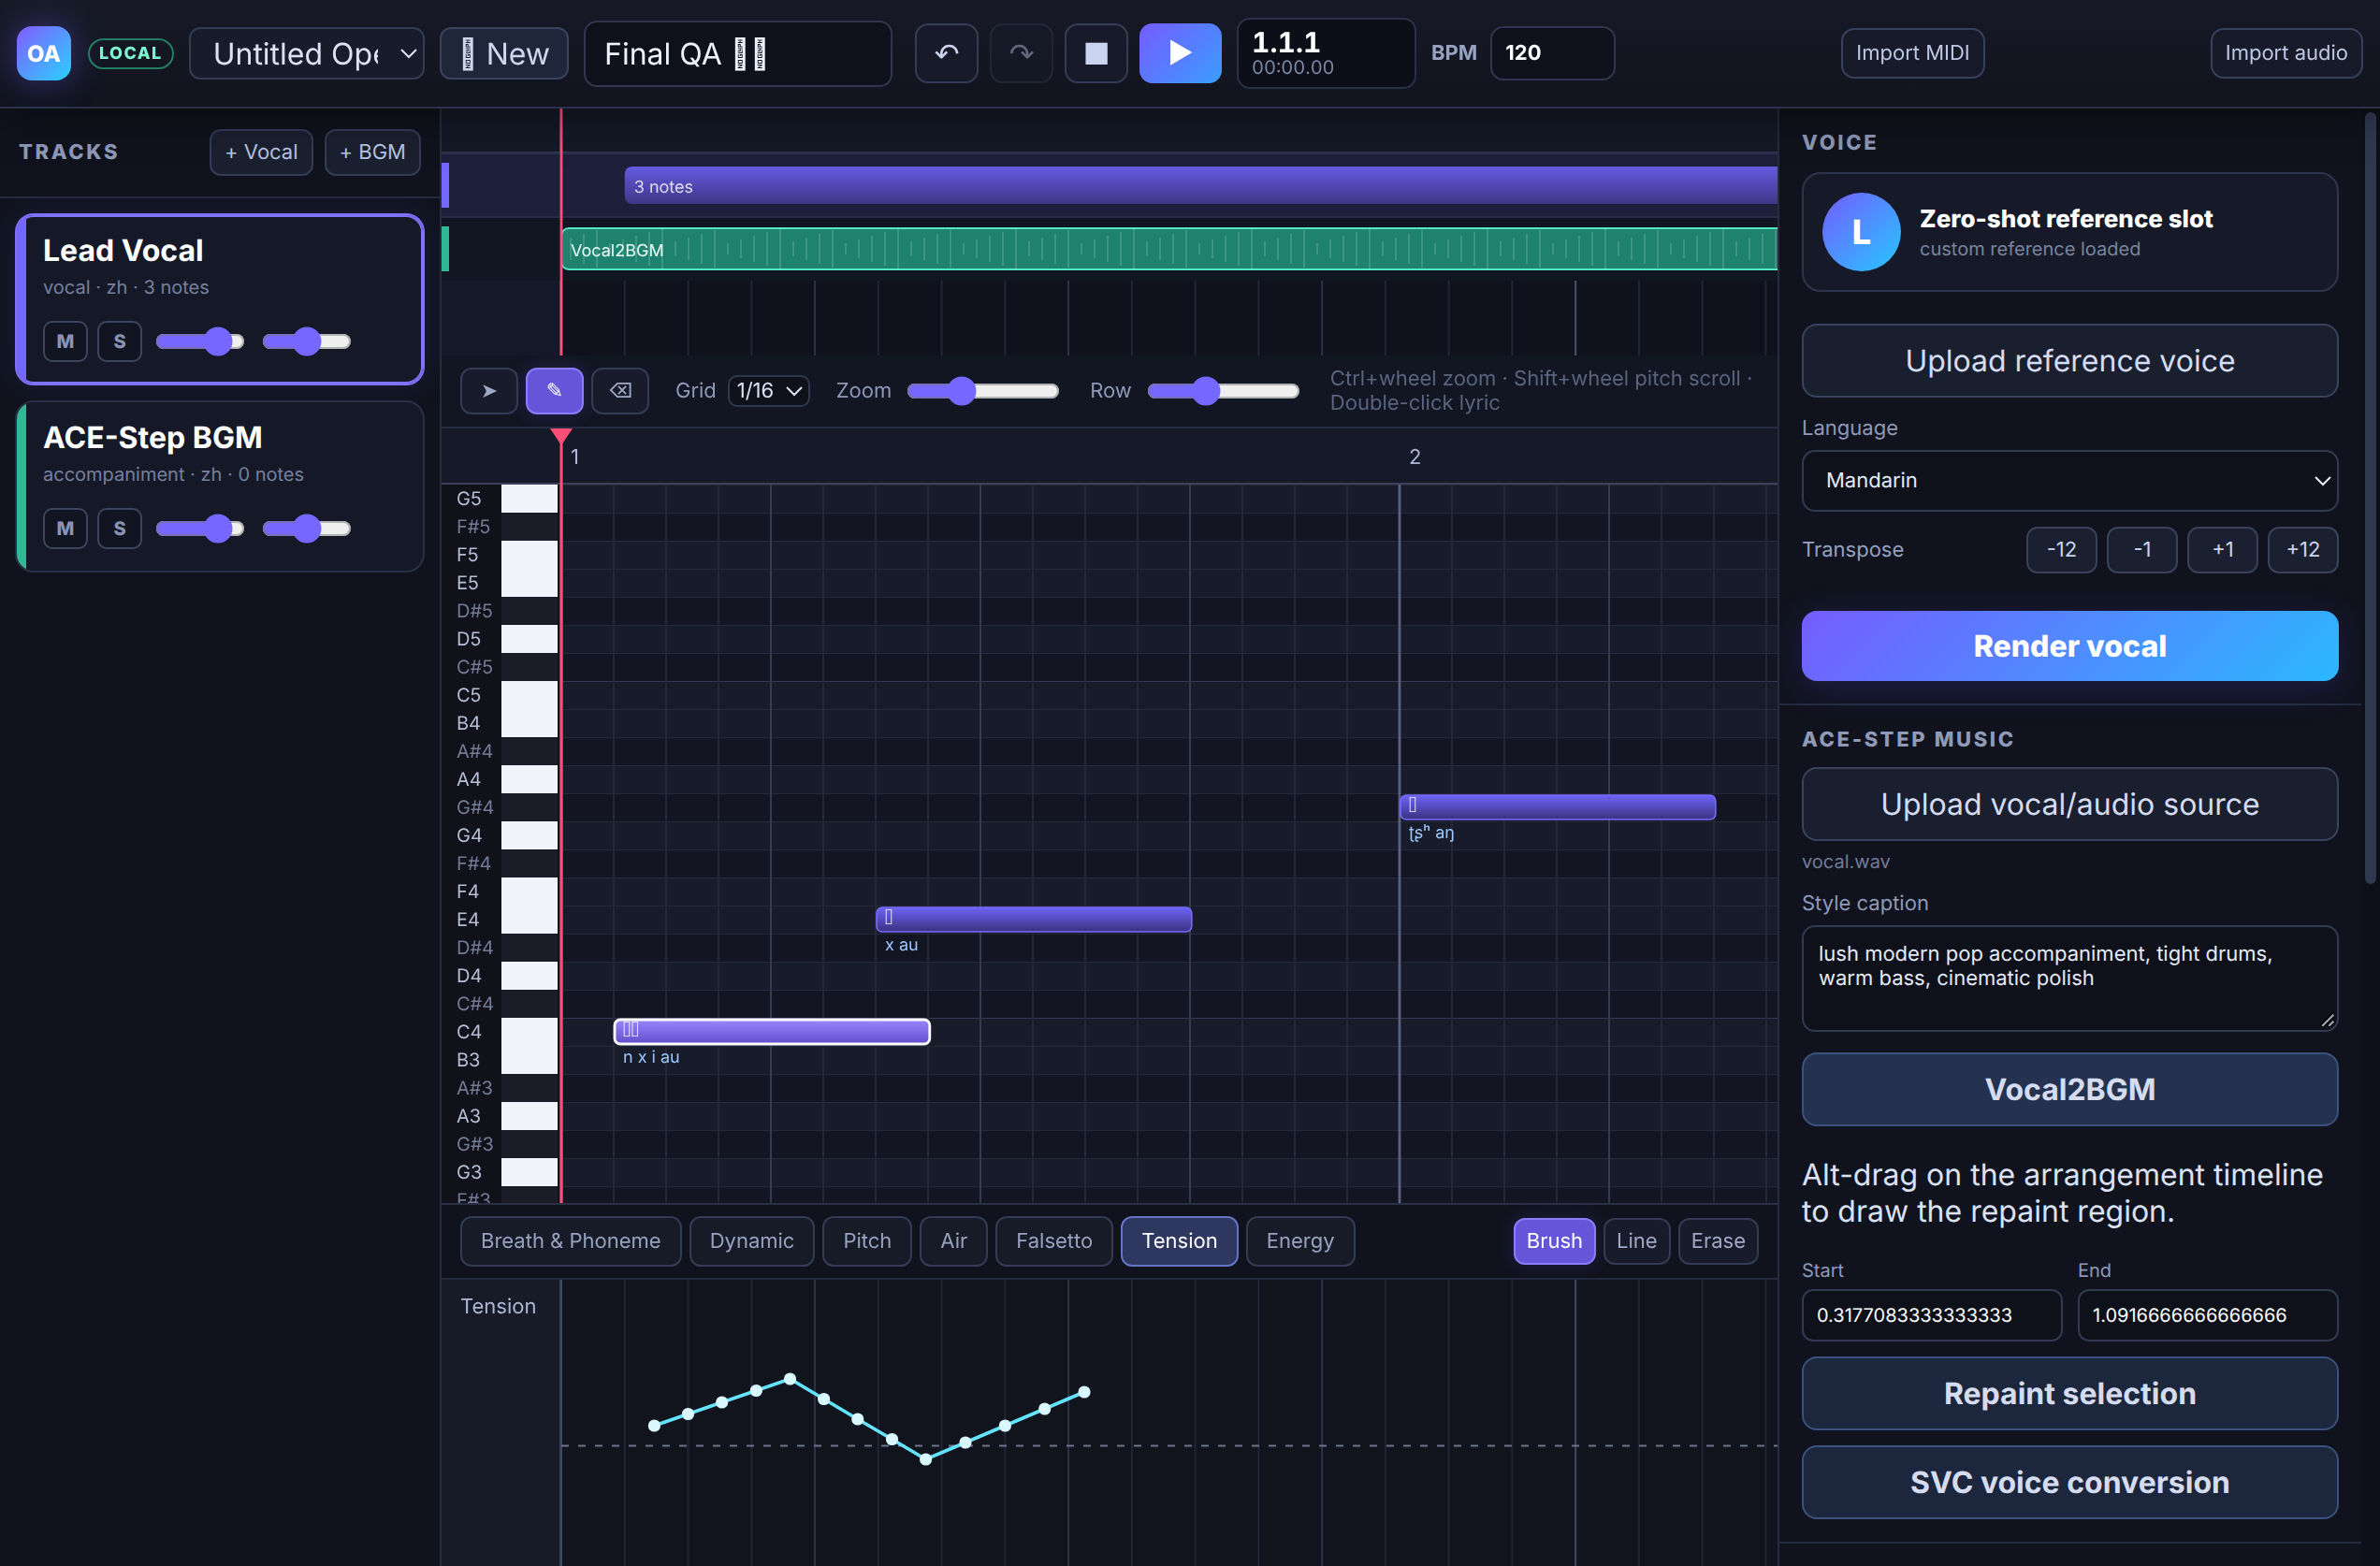 OA
LOCAL
Untitled Ope
New
Final QA
1.1.1
00:00.00
BPM
120
Import MIDI
Import audio
TRACKS
+ Vocal
+ BGM
Lead Vocal
vocal · zh · 3 notes
M
S
ACE-Step BGM
accompaniment · zh · 0 notes
M
S
3 notes
Vocal2BGM
Grid
1/16
Zoom
Row
Ctrl+wheel zoom · Shift+wheel pitch scroll ·
Double-click lyric
1
2
G5
F#5
F5
E5
D#5
D5
C#5
C5
B4
A#4
A4
G#4
G4
F#4
F4
E4
D#4
D4
C#4
C4
B3
A#3
A3
G#3
G3
F#3
tʂʰ aŋ
x au
n x i au
Breath & Phoneme
Dynamic
Pitch
Air
Falsetto
Tension
Energy
Brush
Line
Erase
Tension
VOICE
L
Zero-shot reference slot
custom reference loaded
Upload reference voice
Language
Mandarin
Transpose
-12
-1
+1
+12
Render vocal
ACE-STEP MUSIC
Upload vocal/audio source
vocal.wav
Style caption
lush modern pop accompaniment, tight drums,
warm bass, cinematic polish
Vocal2BGM
Alt-drag on the arrangement timeline
to draw the repaint region.
Start
End
0.3177083333333333
1.0916666666666666
Repaint selection
SVC voice conversion